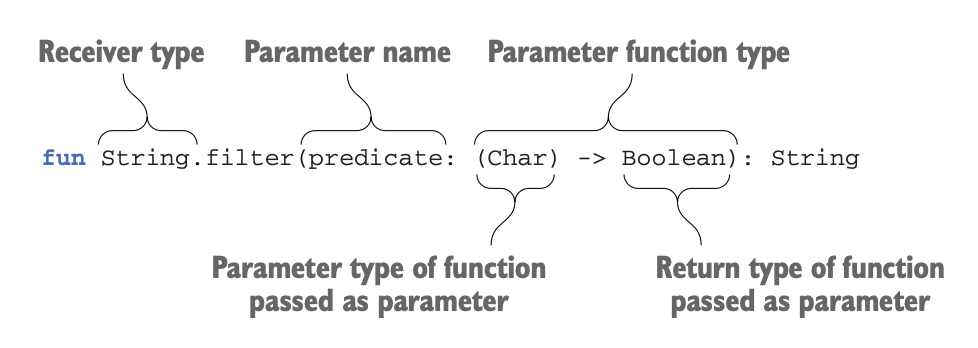 Receiver type Parameter name Parameter function type
fun String.filter(predicate: (Char) -> Boolean): String
Parameter type of function
passed as parameter
Return type of function
passed as parameter